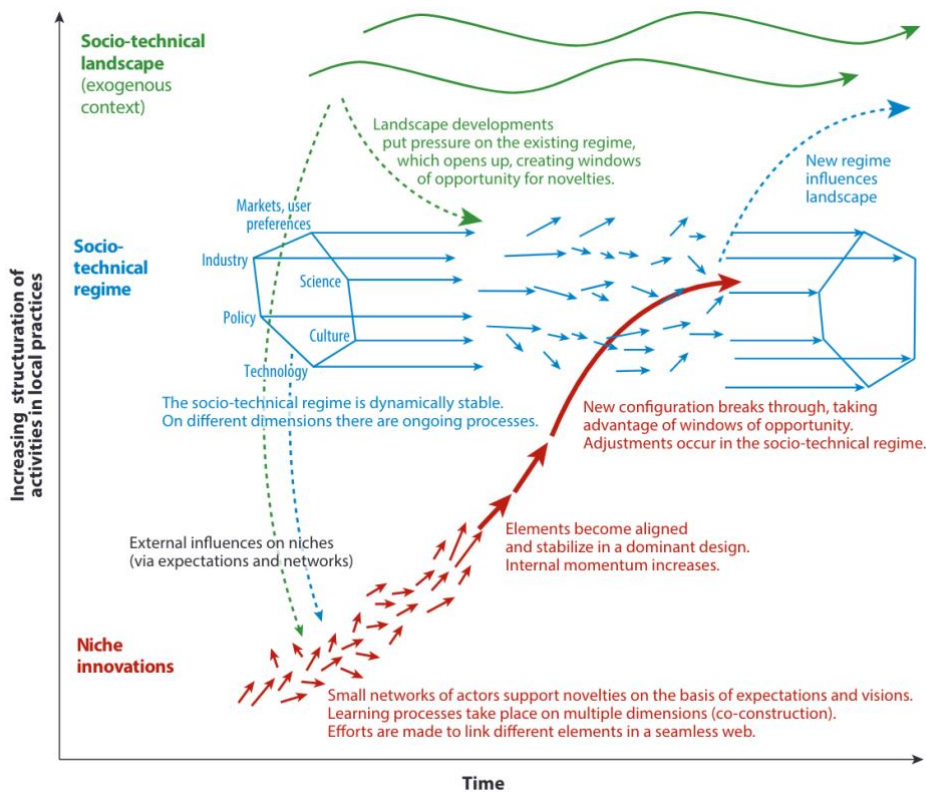 Socio-technical
landscape
(exogenous
context)
Landscape developments
put pressure on the existing regime,
which opens up, creating windows
of opportunity for novelties.
New regime
influences
landscape
Markets, user
preferences
Socio-
technical
regime
Industry
Science
Policy
Culture
Technology
The socio-technical regime is dynamically stable.
On different dimensions there are ongoing processes.
New configuration breaks through, taking
advantage of windows of opportunity.
Adjustments occur in the socio-technical regime.
Increasing structuration of
activities in local practices
Elements become aligned
and stabilize in a dominant design.
Internal momentum increases.
External influences on niches
(via expectations and networks)
Niche
innovations
Small networks of actors support novelties on the basis of expectations and visions.
Learning processes take place on multiple dimensions (co-construction).
Efforts are made to link different elements in a seamless web.
Time